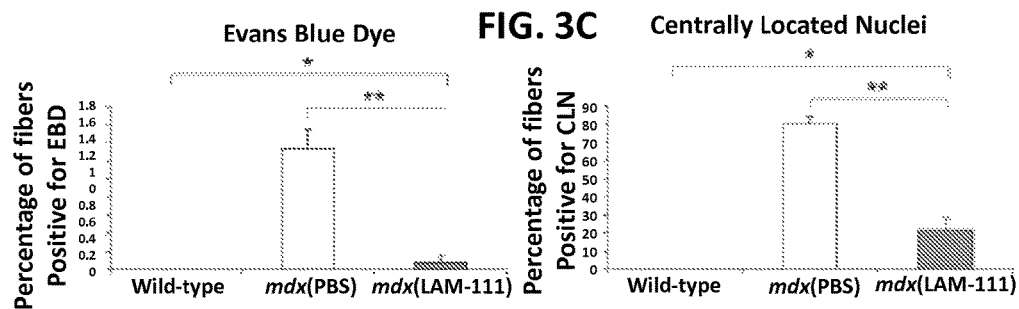 FIG. 3C
Evans Blue Dye
*
**
Percentage of fibers
Positive for EBD
1.8
1.6
1.4
1.2
1
0
0.8
0.6
0.4
0.2
0
Wild-type
mdx(PBS)
mdx(LAM-111)
Centrally Located Nuclei
*
**
Percentage of fibers
Positive for CLN
90
80
70
60
50
40
30
20
10
0
Wild-type
mdx(PBS)
mdx(LAM-111)